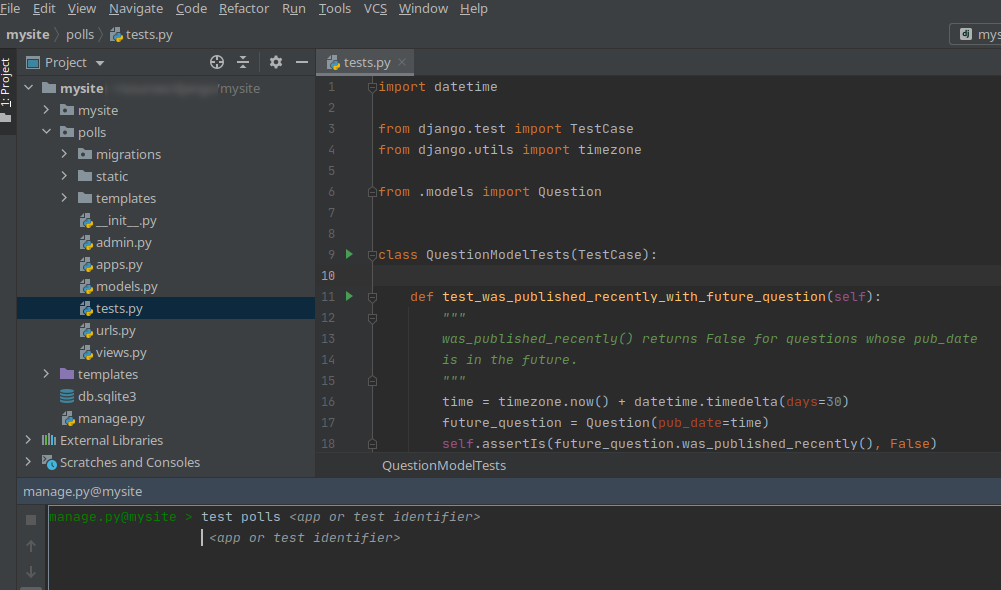 File Edit View Navigate Code Refactor Run Tools VCS Window Help
mysite polls tests.py mys
1: Project
Project
mysite /mysite
mysite
polls
migrations
static
templates
__init__.py
admin.py
apps.py
models.py
tests.py
urls.py
views.py
templates
db.sqlite3
manage.py
External Libraries
Scratches and Consoles
tests.py
1 import datetime
2
3 from django.test import TestCase
4 from django.utils import timezone
5
6 from .models import Question
7
8
9 class QuestionModelTests(TestCase):
10
11 def test_was_published_recently_with_future_question(self):
12 """
13 was_published_recently() returns False for questions whose pub_date
14 is in the future.
15 """
16 time = timezone.now() + datetime.timedelta(days=30)
17 future_question = Question(pub_date=time)
18 self.assertIs(future_question.was_published_recently(), False)
QuestionModelTests
manage.py@mysite
manage.py@mysite > test polls <app or test identifier>
<app or test identifier>